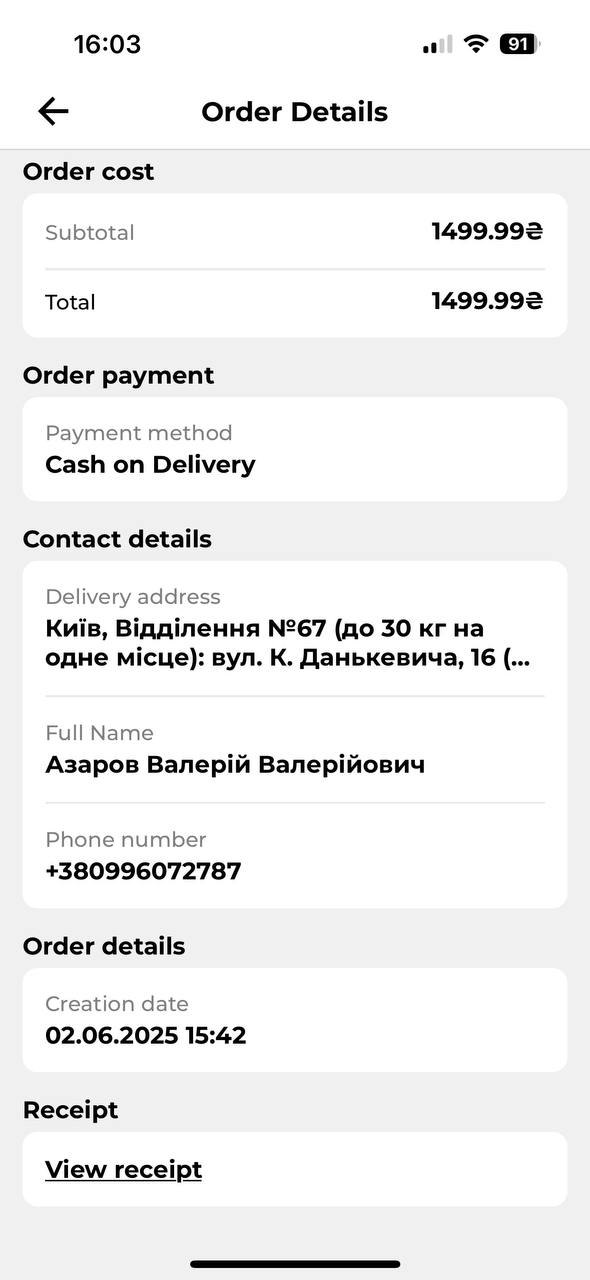 16:03
91
Order Details
Order cost
Subtotal
1499.99₴
Total
1499.99₴
Order payment
Payment method
Cash on Delivery
Contact details
Delivery address
Київ, Відділення №67 (до 30 кг на
одне місце): вул. К. Данькевича, 16 (...
Full Name
Азаров Валерій Валерійович
Phone number
+380996072787
Order details
Creation date
02.06.2025 15:42
Receipt
View receipt